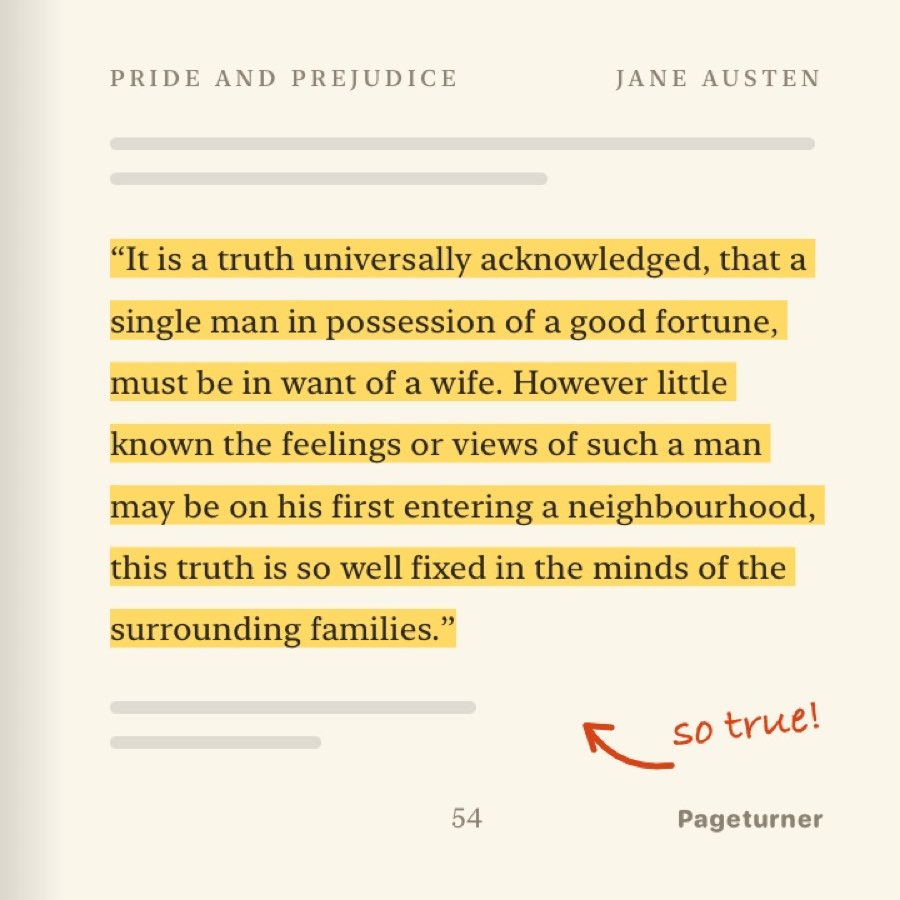 PRIDE AND PREJUDICE JANE AUSTEN
“It is a truth universally acknowledged, that a
single man in possession of a good fortune,
must be in want of a wife. However little
known the feelings or views of such a man
may be on his first entering a neighbourhood,
this truth is so well fixed in the minds of the
surrounding families.”
so true!
54 Pageturner